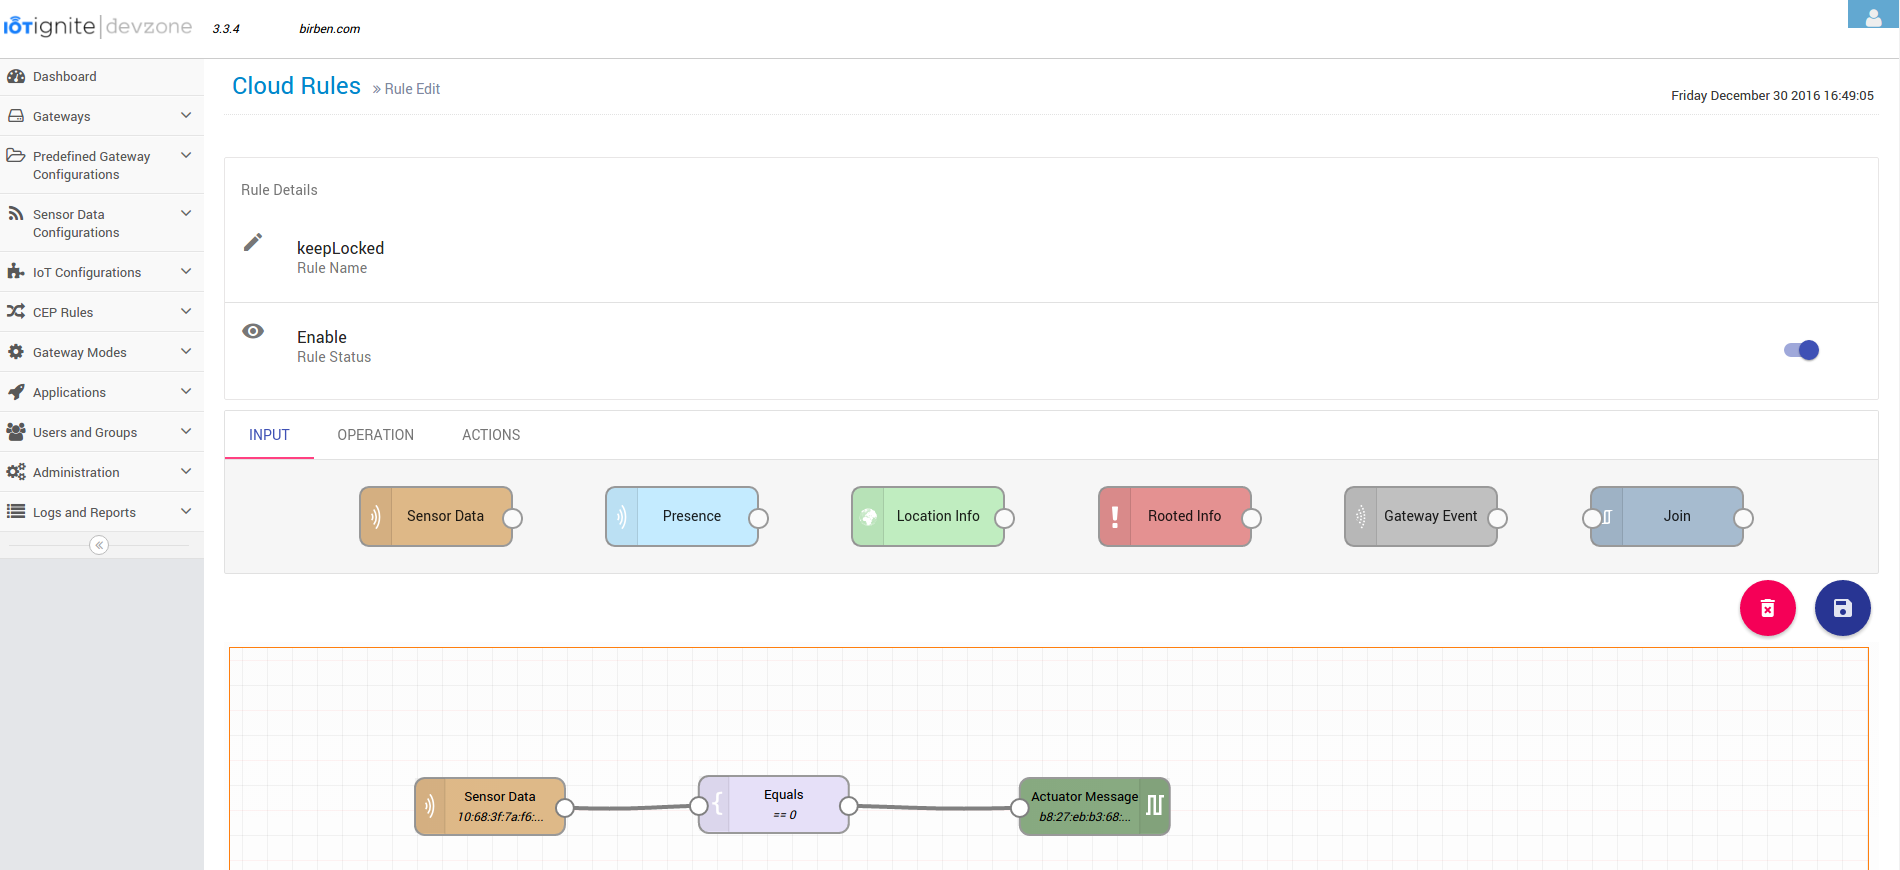 IOTignite|devzone 3.3.4 birben.com
Dashboard
Gateways
Predefined Gateway
Configurations
Sensor Data
Configurations
IoT Configurations
CEP Rules
Gateway Modes
Applications
Users and Groups
Administration
Logs and Reports
Cloud Rules » Rule Edit
Friday December 30 2016 16:49:05
Rule Details
keepLocked
Rule Name
Enable
Rule Status
INPUT OPERATION ACTIONS
Sensor Data Presence Location Info Rooted Info Gateway Event Join
Sensor Data
10:68:3f:7a:f6:...
Equals
== 0
Actuator Message
b8:27:eb:b3:68:...